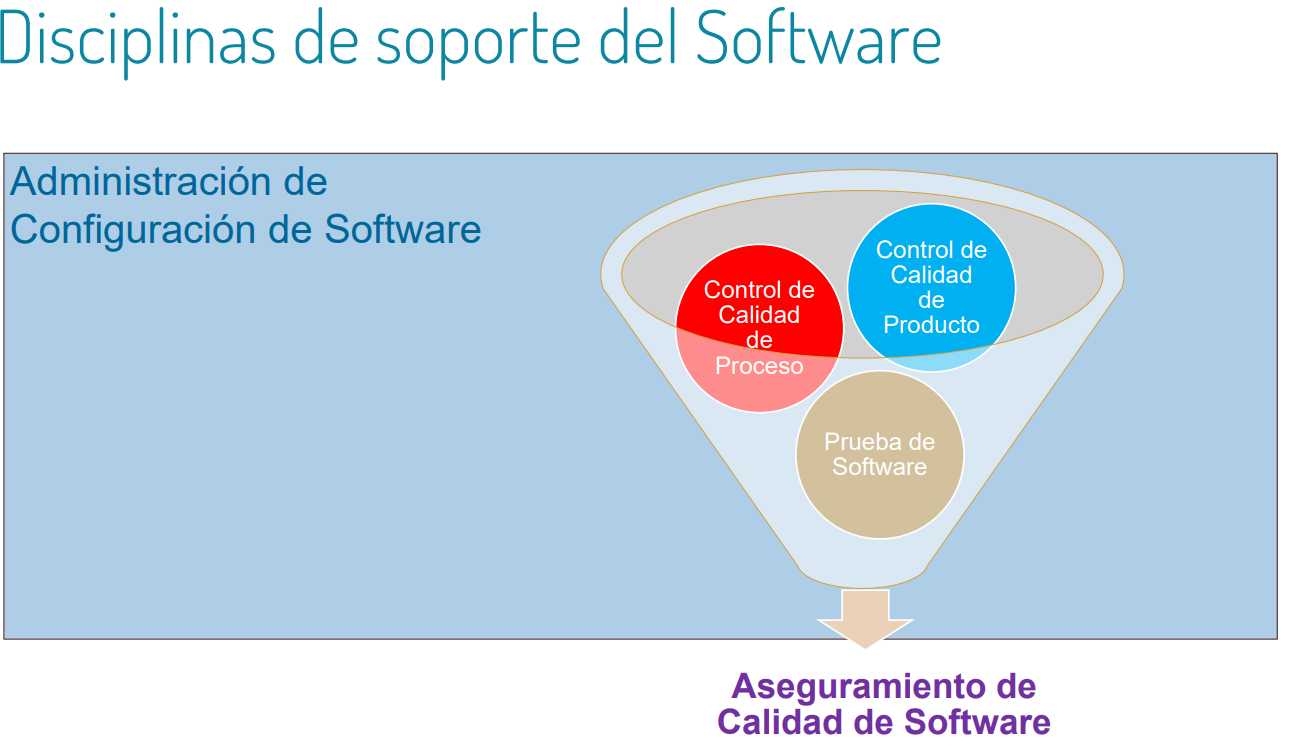 Disciplinas de soporte del Software
Administración de
Configuración de Software
Control de
Calidad
de
Proceso
Control de
Calidad
de
Producto
Prueba de
Software
Aseguramiento de
Calidad de Software